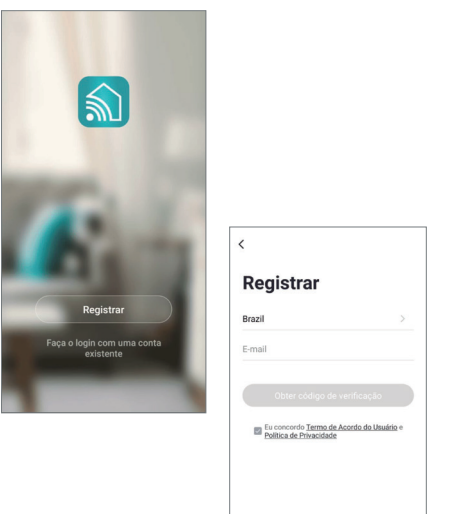 Registrar
Faça o login com uma conta
existente
Registrar
Brazil
E-mail
Obter código de verificação
Eu concordo Termo de Acordo do Usuário e
Política de Privacidade